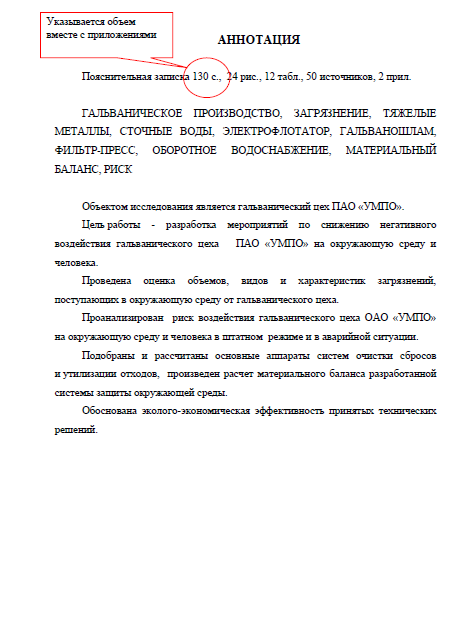 Указывается объем
вместе с приложениями
АННОТАЦИЯ
Пояснительная записка 130 с., 24 рис., 12 табл., 50 источников, 2 прил.
ГАЛЬВАНИЧЕСКОЕ ПРОИЗВОДСТВО, ЗАГРЯЗНЕНИЕ, ТЯЖЕЛЫЕ
МЕТАЛЛЫ, СТОЧНЫЕ ВОДЫ, ЭЛЕКТРОФЛОТАТОР, ГАЛЬВАНОШЛАМ,
ФИЛЬТР-ПРЕСС, ОБОРОТНОЕ ВОДОСНАБЖЕНИЕ, МАТЕРИАЛЬНЫЙ
БАЛАНС, РИСК
Объектом исследования является гальванический цех ПАО «УМПО».
Цель работы - разработка мероприятий по снижению негативного
воздействия гальванического цеха ПАО «УМПО» на окружающую среду и
человека.
Проведена оценка объемов, видов и характеристик загрязнений,
поступающих в окружающую среду от гальванического цеха.
Проанализирован риск воздействия гальванического цеха ОАО «УМПО»
на окружающую среду и человека в штатном режиме и в аварийной ситуации.
Подобраны и рассчитаны основные аппараты систем очистки сбросов
и утилизации отходов, произведен расчет материального баланса разработанной
системы защиты окружающей среды.
Обоснована эколого-экономическая эффективность принятых технических
решений.